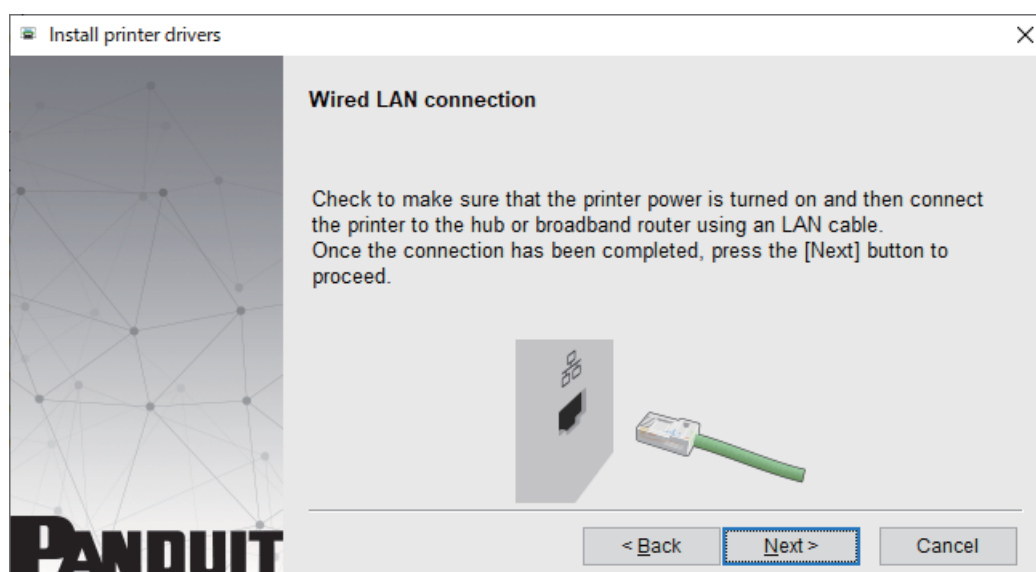 Install printer drivers
Wired LAN connection
Check to make sure that the printer power is turned on and then connect
the printer to the hub or broadband router using an LAN cable.
Once the connection has been completed, press the [Next] button to
proceed.
PANDUIT
< Back
Next >
Cancel